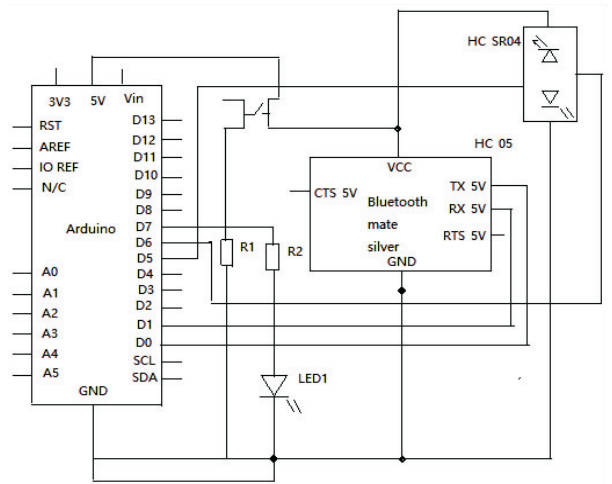 HC SR04
3V3 5V Vin
RST
AREF
IO REF
N/C
Arduino
A0
A1
A2
A3
A4
A5
GND
D13
D12
D11
D10
D9
D8
D7
D6
D5
D4
D3
D2
D1
D0
SCL
SDA
R1
R2
LED1
HC 05
VCC
CTS 5V
Bluetooth
mate
silver
TX 5V
RX 5V
RTS 5V
GND